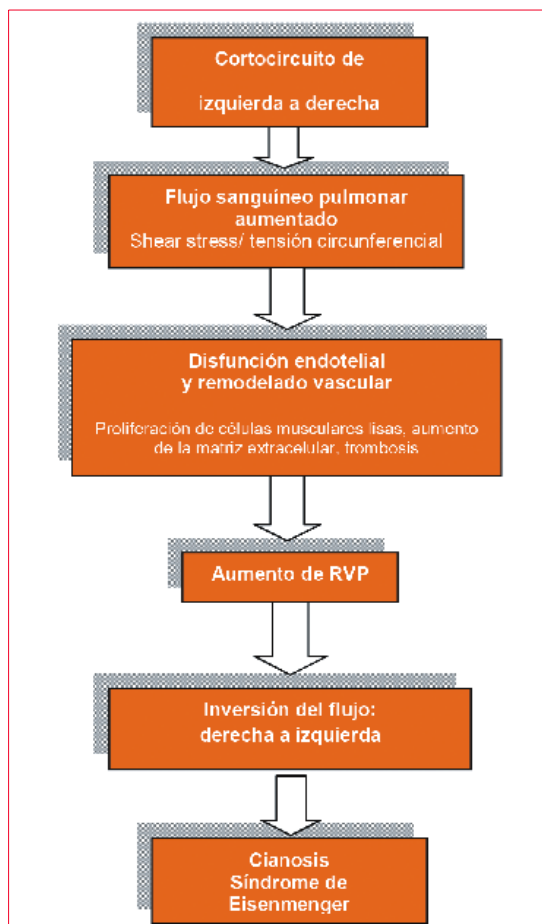 Cortocircuito de
izquierda a derecha
Flujo sanguíneo pulmonar
aumentado
Shear stress/ tensión circunferencial
Disfunción endotelial
y remodelado vascular
Proliferación de células musculares lisas, aumento
de la matriz extracelular, trombosis
Aumento de RVP
Inversión del flujo:
derecha a izquierda
Cianosis
Síndrome de
Eisenmenger